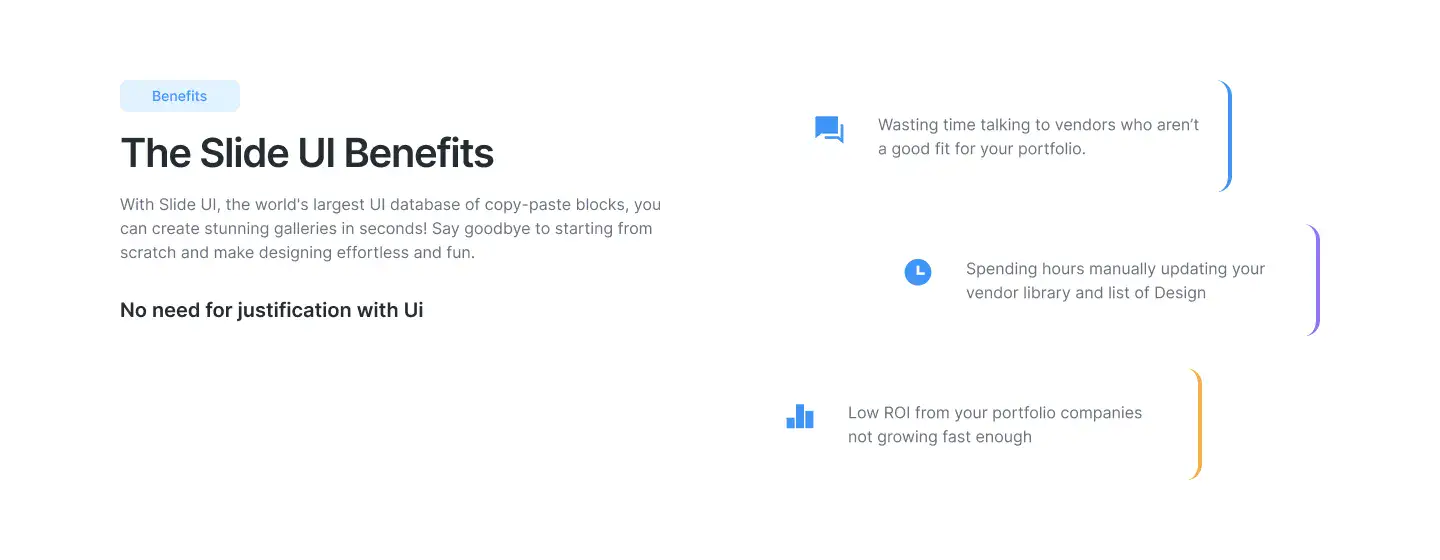 Benefits
The Slide UI Benefits
With Slide UI, the world's largest UI database of copy-paste blocks, you
can create stunning galleries in seconds! Say goodbye to starting from
scratch and make designing effortless and fun.
No need for justification with Ui
Wasting time talking to vendors who aren’t
a good fit for your portfolio.
Spending hours manually updating your
vendor library and list of Design
Low ROI from your portfolio companies
not growing fast enough